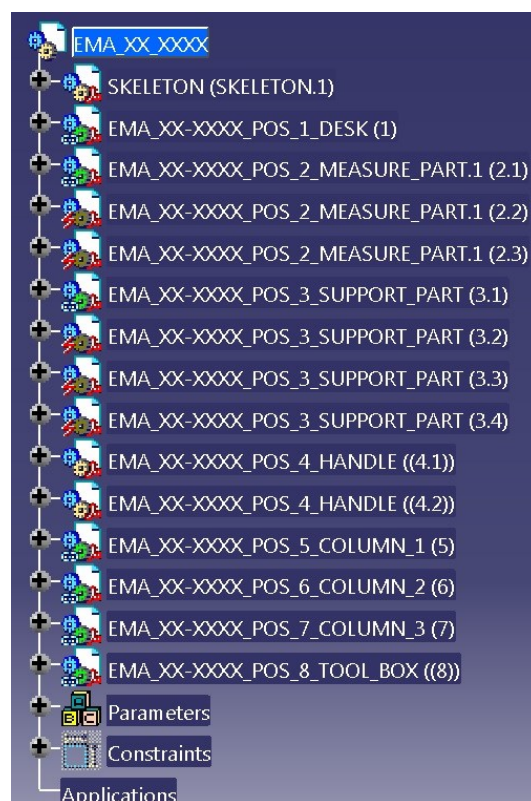 EMA_XX_XXXX
SKELETON (SKELETON.1)
EMA_XX-XXXX_POS_1_DESK (1)
EMA_XX-XXXX_POS_2_MEASURE_PART.1 (2.1)
EMA_XX-XXXX_POS_2_MEASURE_PART.1 (2.2)
EMA_XX-XXXX_POS_2_MEASURE_PART.1 (2.3)
EMA_XX-XXXX_POS_3_SUPPORT_PART (3.1)
EMA_XX-XXXX_POS_3_SUPPORT_PART (3.2)
EMA_XX-XXXX_POS_3_SUPPORT_PART (3.3)
EMA_XX-XXXX_POS_3_SUPPORT_PART (3.4)
EMA_XX-XXXX_POS_4_HANDLE ((4.1))
EMA_XX-XXXX_POS_4_HANDLE ((4.2))
EMA_XX-XXXX_POS_5_COLUMN_1 (5)
EMA_XX-XXXX_POS_6_COLUMN_2 (6)
EMA_XX-XXXX_POS_7_COLUMN_3 (7)
EMA_XX-XXXX_POS_8_TOOL_BOX ((8))
Parameters
Constraints
Applications